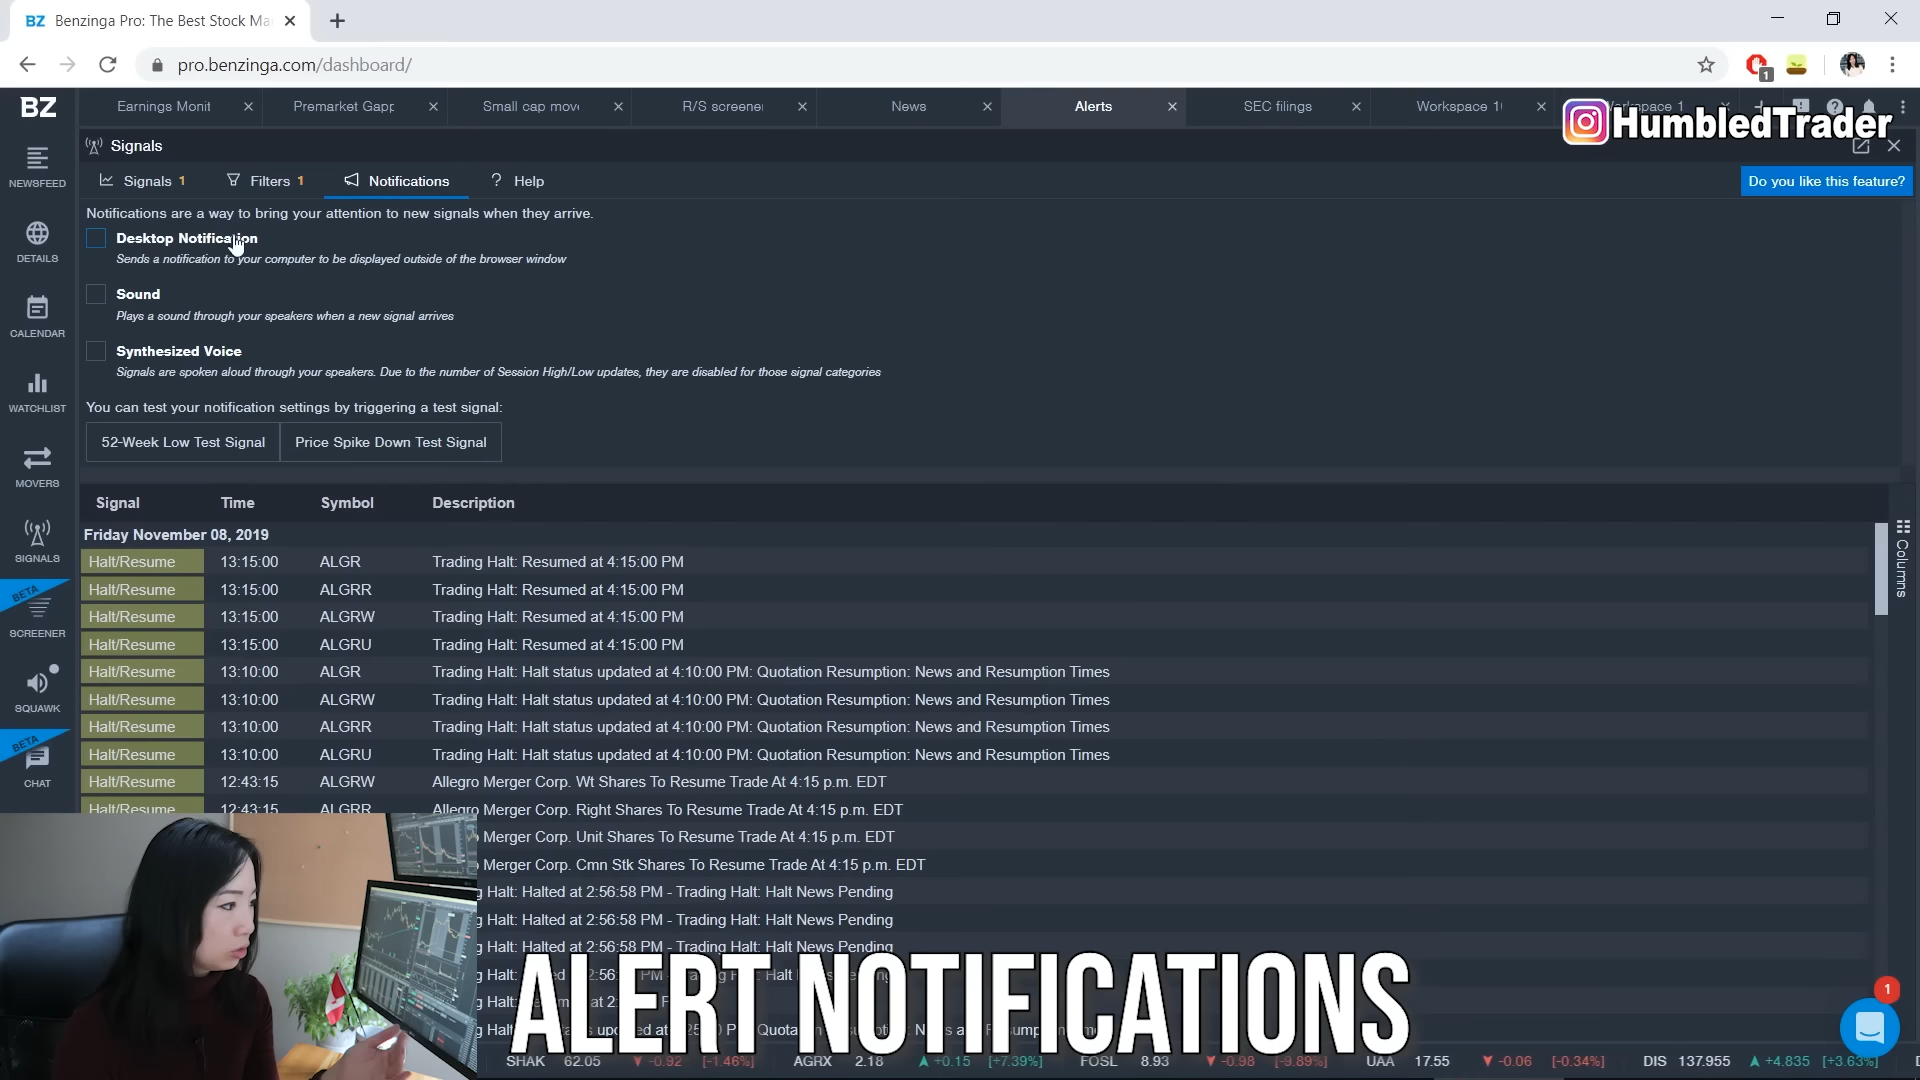 BZ Benzinga Pro: The Best Stock Ma
pro.benzinga.com/dashboard/
1
BZ
Earnings Monit
Premarket Gapp
Small cap move
R/S screene
News
Alerts
SEC filings
Workspace 1
HumbledTrader
Signals
Signals 1
Filters 1
Notifications
? Help
Do you like this feature?
NEWSFEED
DETAILS
CALENDAR
WATCHLIST
MOVERS
SIGNALS
BETA
SCREENER
SQUAWK
BETA
CHAT
Notifications are a way to bring your attention to new signals when they arrive.
Desktop Notification
Sends a notification to your computer to be displayed outside of the browser window
Sound
Plays a sound through your speakers when a new signal arrives
Synthesized Voice
Signals are spoken aloud through your speakers. Due to the number of Session High/Low updates, they are disabled for those signal categories
You can test your notification settings by triggering a test signal:
52-Week Low Test Signal
Price Spike Down Test Signal
Signal Time Symbol Description
Columns
Friday November 08, 2019
Halt/Resume 13:15:00 ALGR Trading Halt: Resumed at 4:15:00 PM
Halt/Resume 13:15:00 ALGRR Trading Halt: Resumed at 4:15:00 PM
Halt/Resume 13:15:00 ALGRW Trading Halt: Resumed at 4:15:00 PM
Halt/Resume 13:15:00 ALGRU Trading Halt: Resumed at 4:15:00 PM
Halt/Resume 13:10:00 ALGR Trading Halt: Halt status updated at 4:10:00 PM: Quotation Resumption: News and Resumption Times
Halt/Resume 13:10:00 ALGRW Trading Halt: Halt status updated at 4:10:00 PM: Quotation Resumption: News and Resumption Times
Halt/Resume 13:10:00 ALGRR Trading Halt: Halt status updated at 4:10:00 PM: Quotation Resumption: News and Resumption Times
Halt/Resume 13:10:00 ALGRU Trading Halt: Halt status updated at 4:10:00 PM: Quotation Resumption: News and Resumption Times
Halt/Resume 12:43:15 ALGRW Allegro Merger Corp. Wt Shares To Resume Trade At 4:15 p.m. EDT
Halt/Resume 12:43:15 ALGRR Allegro Merger Corp. Right Shares To Resume Trade At 4:15 p.m. EDT
Merger Corp. Unit Shares To Resume Trade At 4:15 p.m. EDT
Merger Corp. Cmn Stk Shares To Resume Trade At 4:15 p.m. EDT
g Halt: Halted at 2:56:58 PM - Trading Halt: Halt News Pending
g Halt: Halted at 2:56:58 PM - Trading Halt: Halt News Pending
g Halt: Halted at 2:56:58 PM - Trading Halt: Halt News Pending
ALERT NOTIFICATIONS
1
SHAK 62.05 ▼ -0.92 [-1.46%] AGRX 2.18 ▲ +0.15 [+7.39%] FOSL 8.93 ▼ -0.98 [-9.89%] UAA 17.55 ▼ -0.06 [-0.34%] DIS 137.955 ▲ +4.835 [+3.63%]